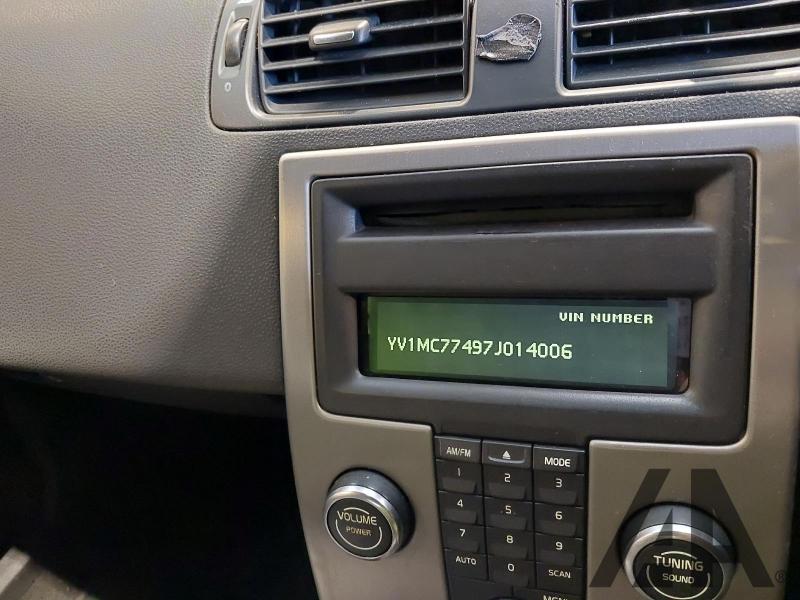 VIN NUMBER
YV1MC77497J014006
AM/FM
MODE
1 2 3
4 5 6
7 8 9
AUTO 0 SCAN
MENU
VOLUME
POWER
TUNING
SOUND
®